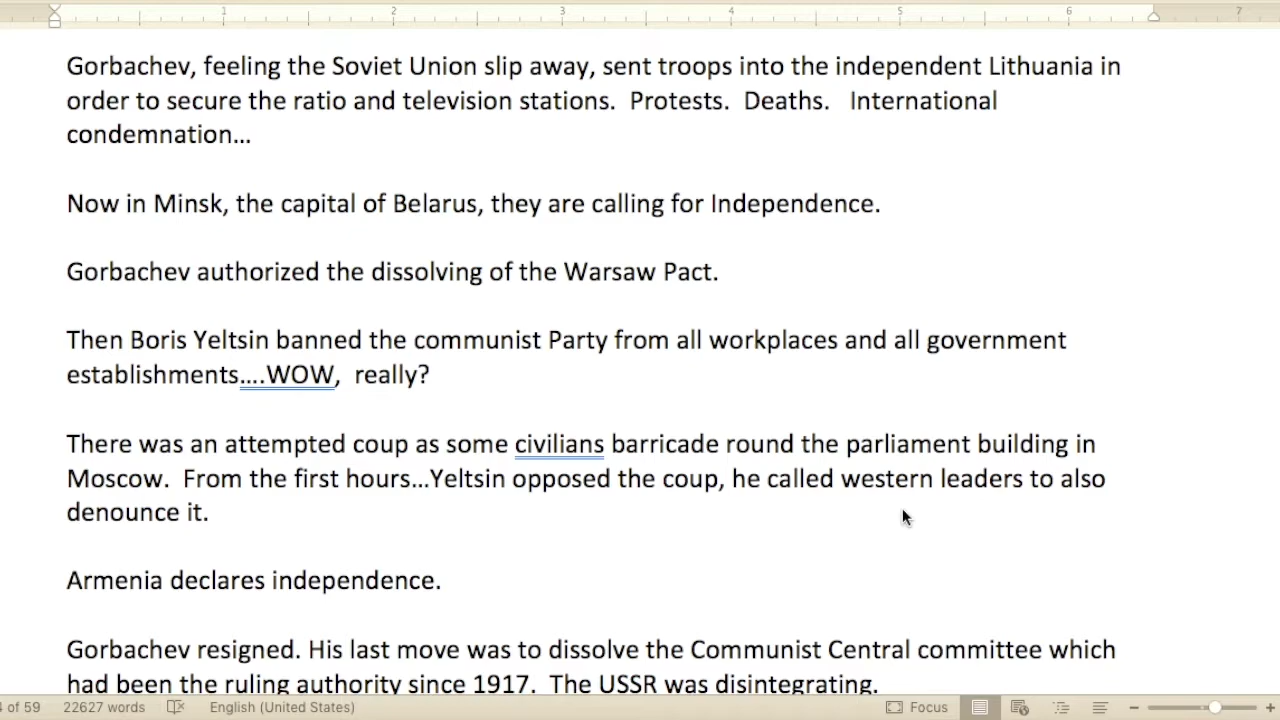 1 2 3 4 5 6 7
Gorbachev, feeling the Soviet Union slip away, sent troops into the independent Lithuania in
order to secure the ratio and television stations.  Protests.  Deaths.   International
condemnation...
Now in Minsk, the capital of Belarus, they are calling for Independence.
Gorbachev authorized the dissolving of the Warsaw Pact.
Then Boris Yeltsin banned the communist Party from all workplaces and all government
establishments....WOW,  really?
There was an attempted coup as some civilians barricade round the parliament building in
Moscow.  From the first hours...Yeltsin opposed the coup, he called western leaders to also
denounce it.
Armenia declares independence.
Gorbachev resigned. His last move was to dissolve the Communist Central committee which
had been the ruling authority since 1917.  The USSR was disintegrating.
of 59 22627 words English (United States) Focus